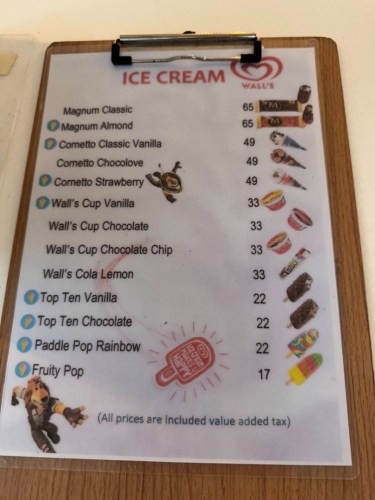 ICE CREAM
WALL'S
Magnum Classic 65
Magnum Almond 65
Cornetto Classic Vanilla 49
Cornetto Chocolove 49
Cornetto Strawberry 49
Wall's Cup Vanilla 33
Wall's Cup Chocolate 33
Wall's Cup Chocolate Chip 33
Wall's Cola Lemon 33
Top Ten Vanilla 22
Top Ten Chocolate 22
Paddle Pop Rainbow 22
Fruity Pop 17
(All prices are included value added tax)